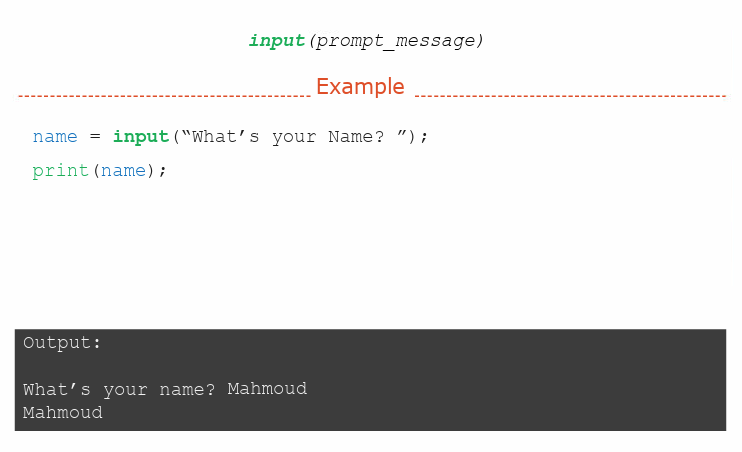 input(prompt_message)
Example
name = input(“What’s your Name? ”);
print(name);
Output:
What’s your name? Mahmoud
Mahmoud